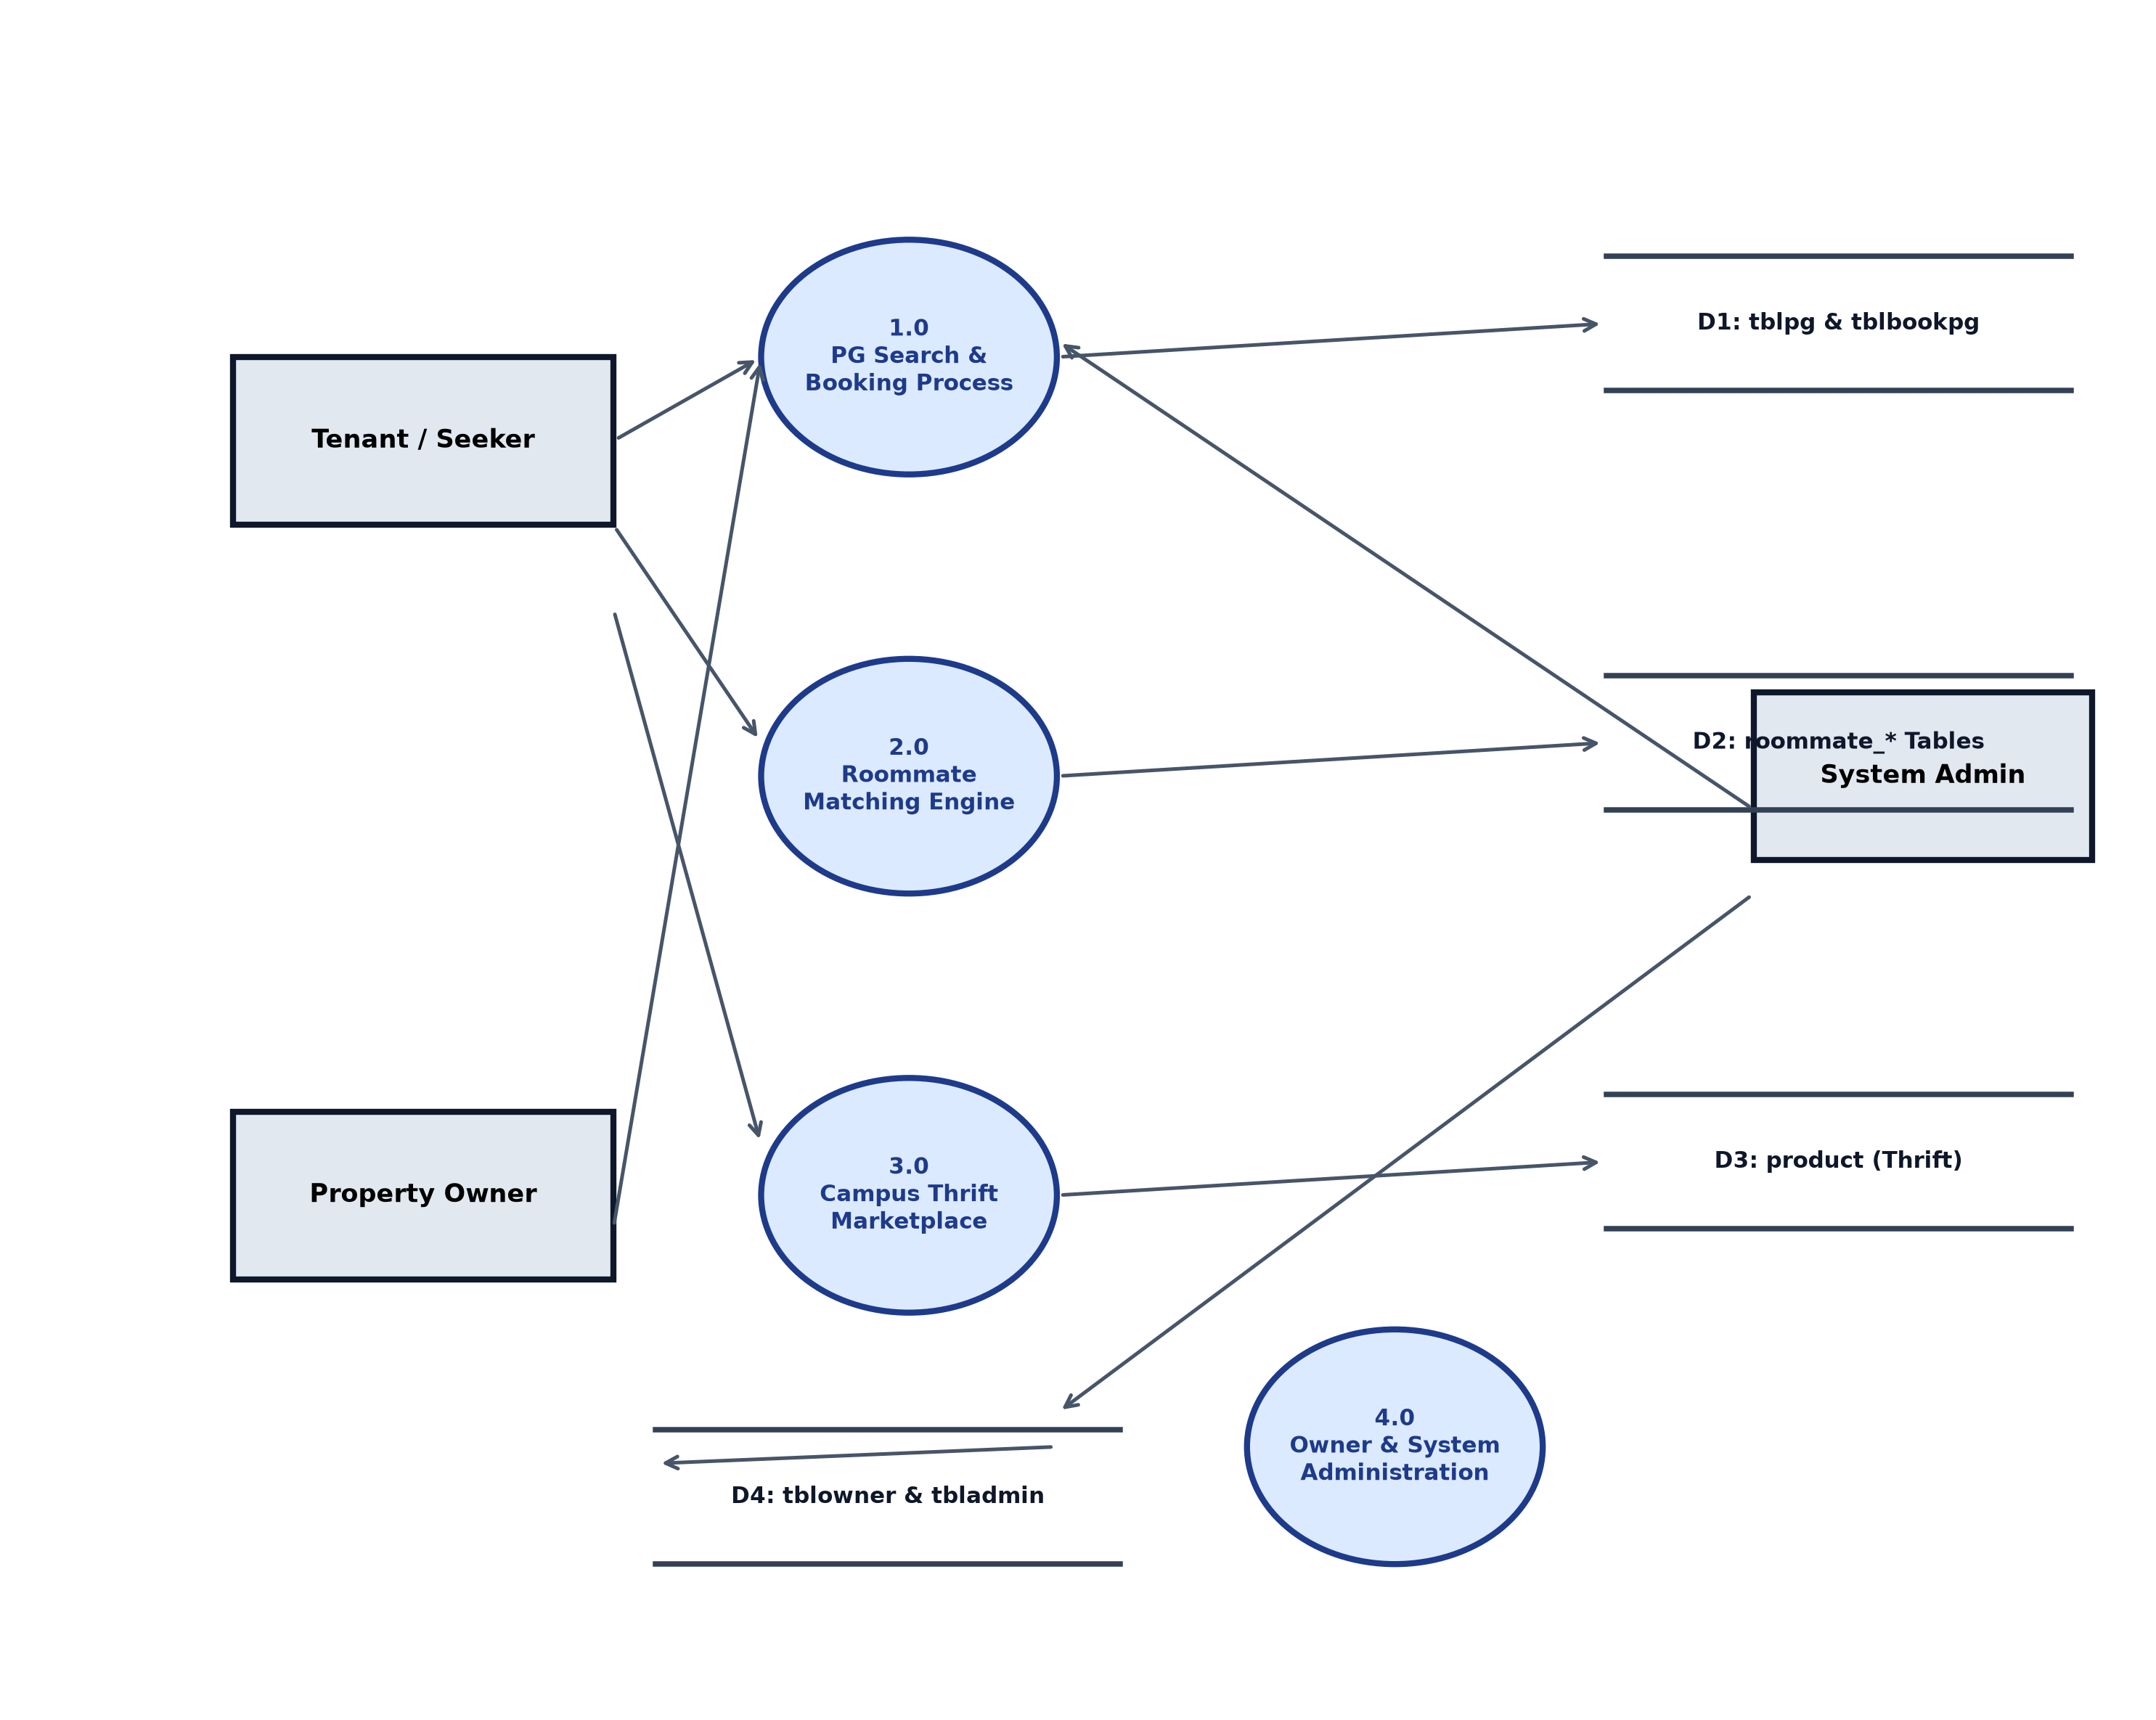 1.0
PG Search &
Booking Process
D1: tblpg & tblbookpg
Tenant / Seeker
2.0
Roommate
Matching Engine
D2: roommate_* Tables
System Admin
3.0
Campus Thrift
Marketplace
D3: product (Thrift)
Property Owner
4.0
Owner & System
Administration
D4: tblowner & tbladmin